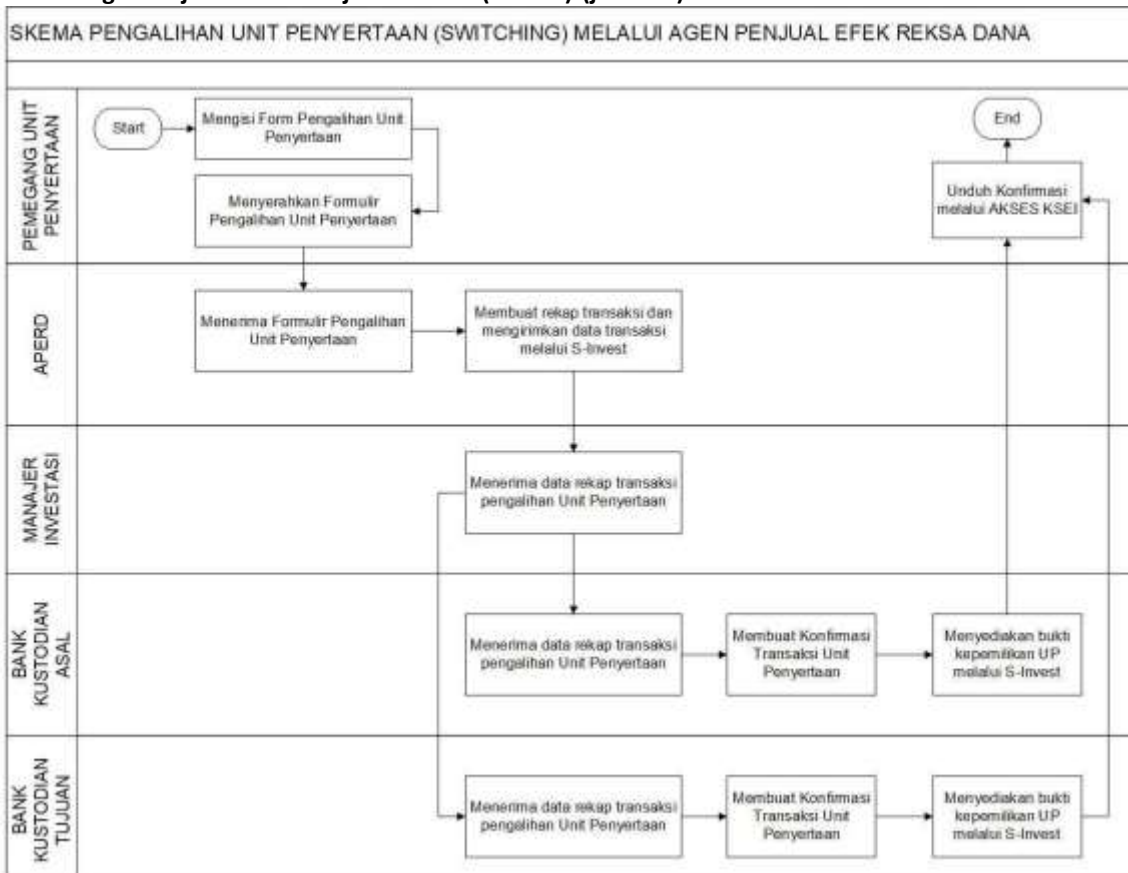 SKEMA PENGALIHAN UNIT PENYERTAAN (SWITCHING) MELALUI AGEN PENJUAL EFEK REKSA DANA
PEMEGANG UNIT
PENYERTAAN
Start
Mengisi Form Pengalihan Unit
Penyertaan
Menyerahkan Formulir
Pengalihan Unit Penyertaan
End
Unduh Konfirmasi
melalui AKSES KSEI
APERD
Menerima Formulir Pengalihan
Unit Penyertaan
Membuat rekap transaksi dan
mengirimkan data transaksi
melalui S-Invest
MANAJER
INVESTASI
Menerima data rekap transaksi
pengalihan Unit Penyertaan
BANK
KUSTODIAN
ASAL
Menerima data rekap transaksi
pengalihan Unit Penyertaan
Membuat Konfirmasi
Transaksi Unit
Penyertaan
Menyediakan bukti
kepemilikan UP
melalui S-Invest
BANK
KUSTODIAN
TUJUAN
Menerima data rekap transaksi
pengalihan Unit Penyertaan
Membuat Konfirmasi
Transaksi Unit
Penyertaan
Menyediakan bukti
kepemilikan UP
melalui S-Invest